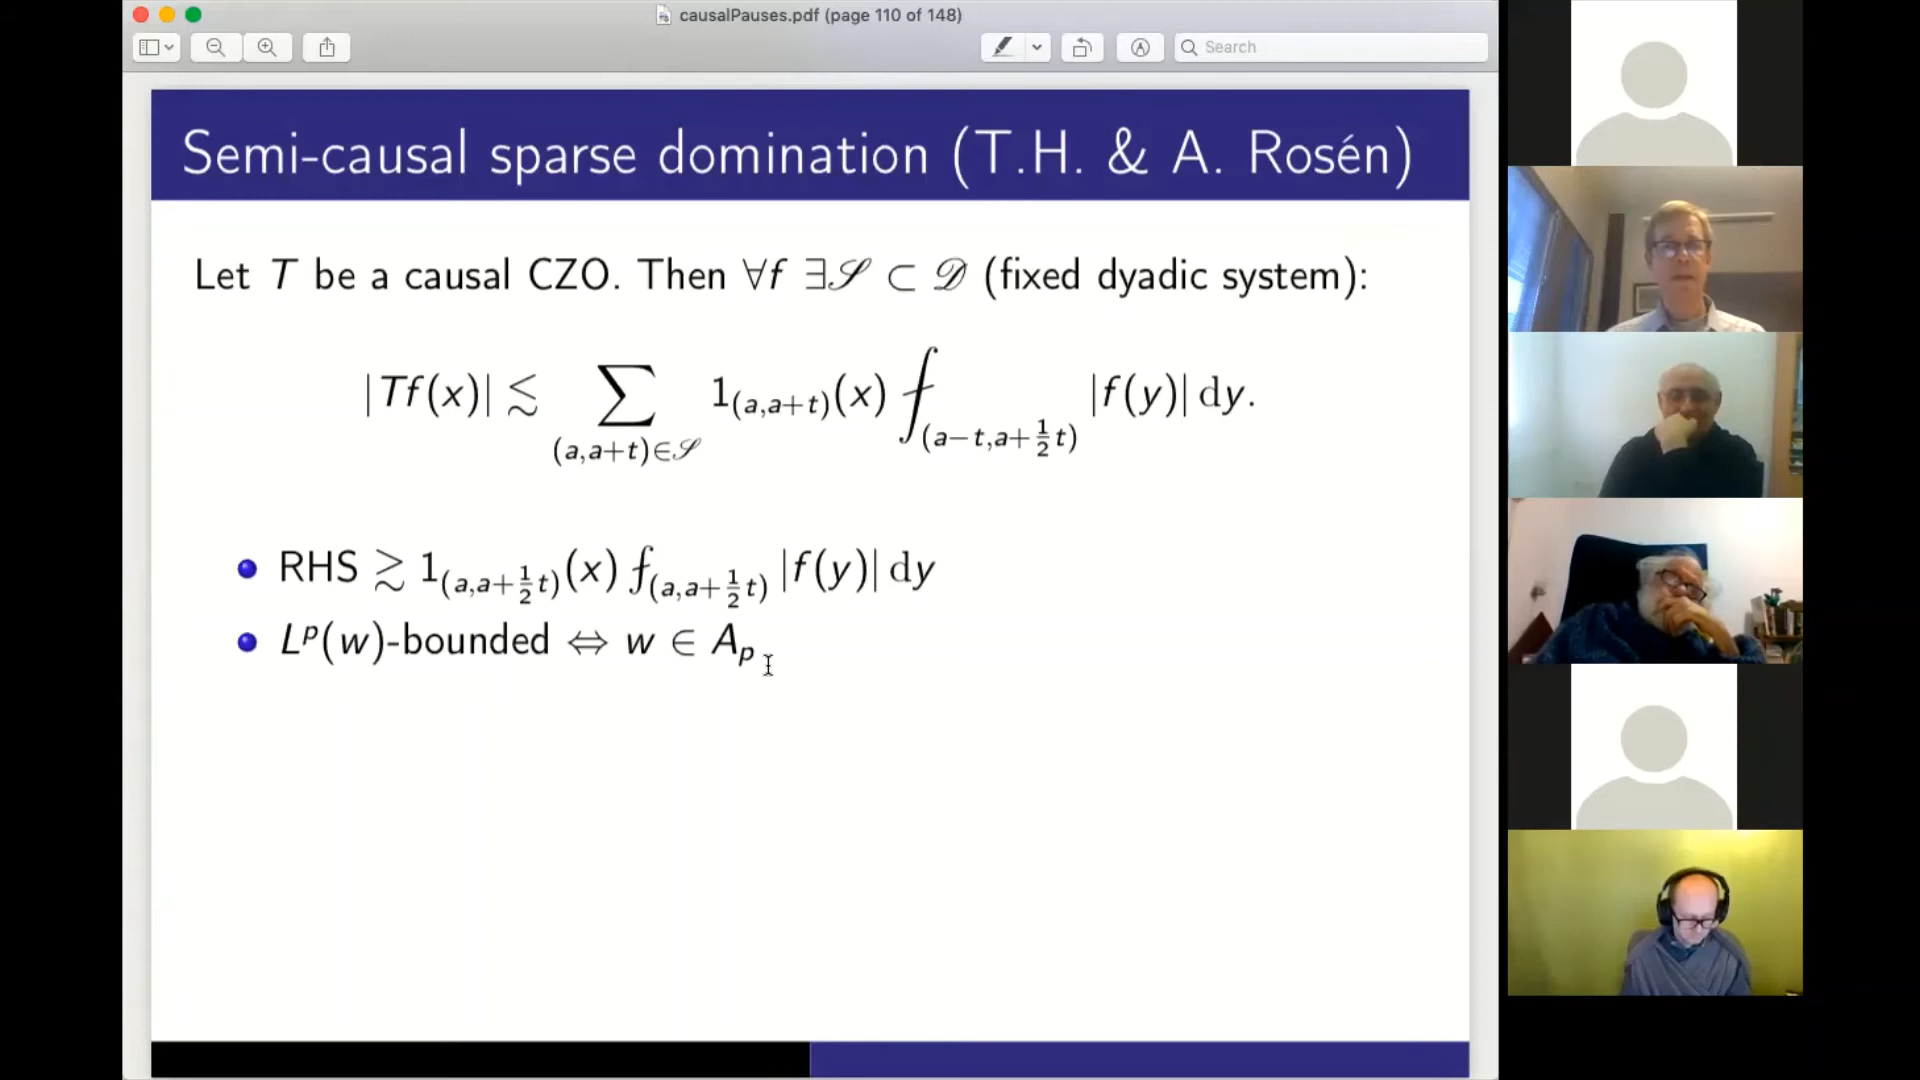 causalPauses.pdf (page 110 of 148)
Search
Semi-causal sparse domination (T.H. & A. Rosén)
Let T be a causal CZO. Then ∀f ∃𝒮 ⊂ 𝒟 (fixed dyadic system):
|Tf(x)| ≲ ∑_{(a,a+t)∈𝒮} 1_{(a,a+t)}(x) ⨍_{(a−t,a+½t)} |f(y)| dy.
• RHS ≳ 1_{(a,a+½t)}(x) ⨍_{(a,a+½t)} |f(y)| dy
• L^p(w)-bounded ⇔ w ∈ A_p